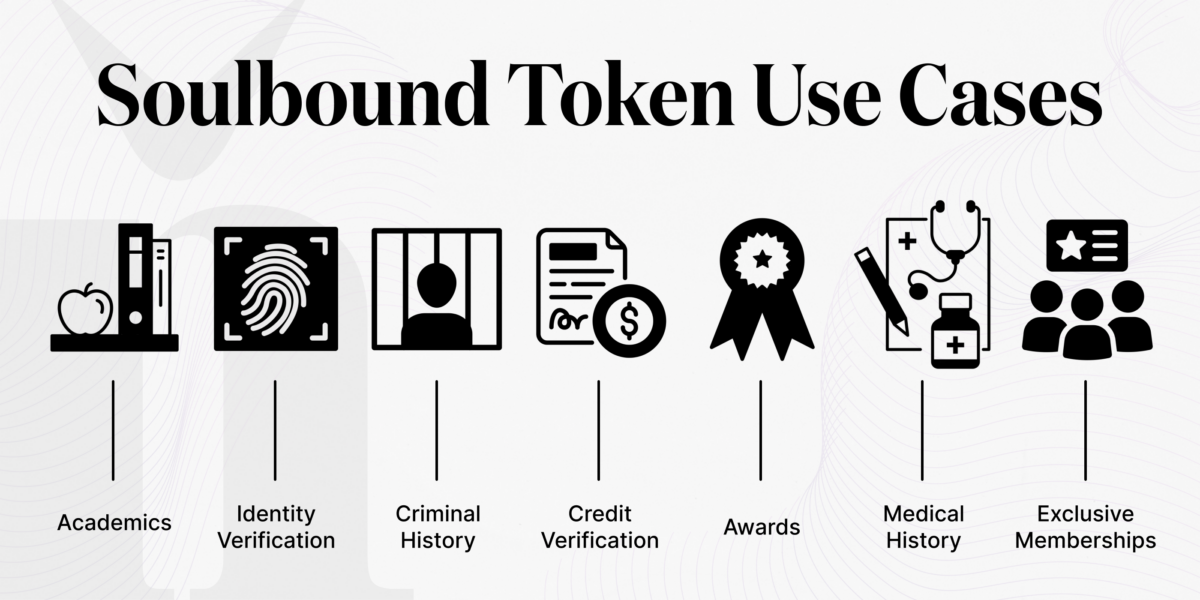 Soulbound Token Use Cases
Academics
Identity
Verification
Criminal
History
Credit
Verification
Awards
Medical
History
Exclusive
Memberships